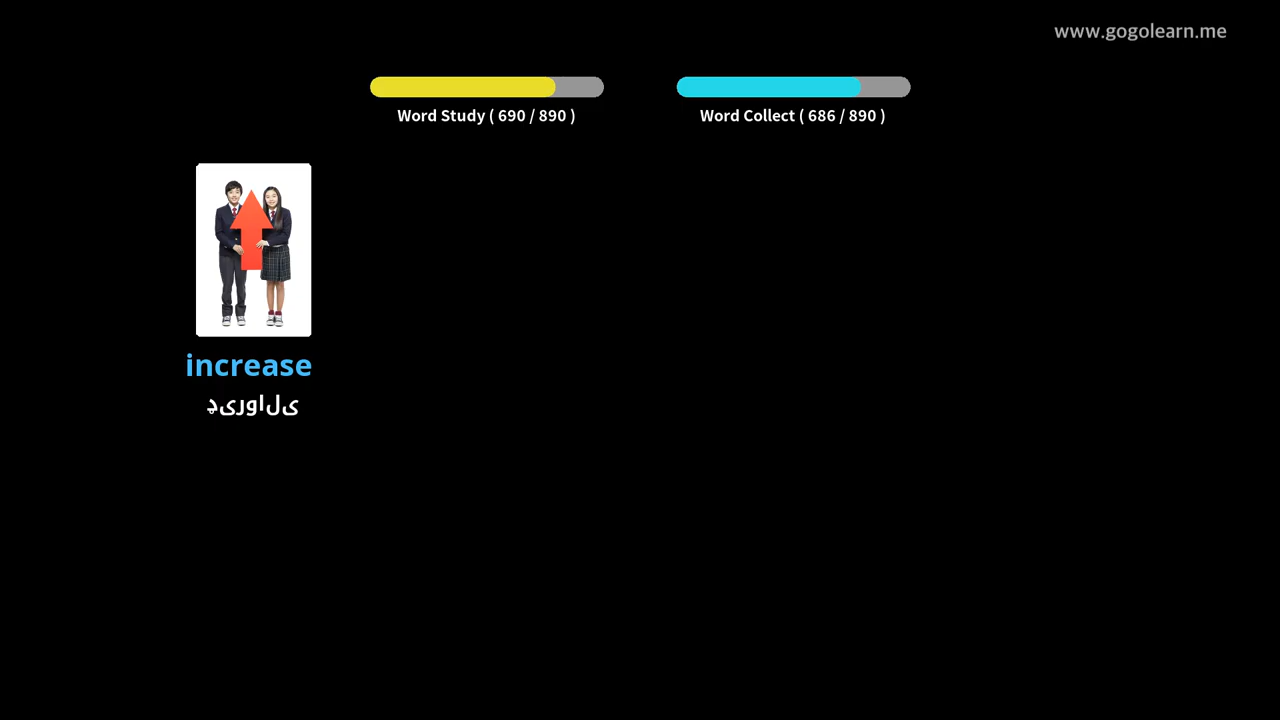 www.gogolearn.me
Word Study ( 690 / 890 )
Word Collect ( 686 / 890 )
increase
ډیروالی